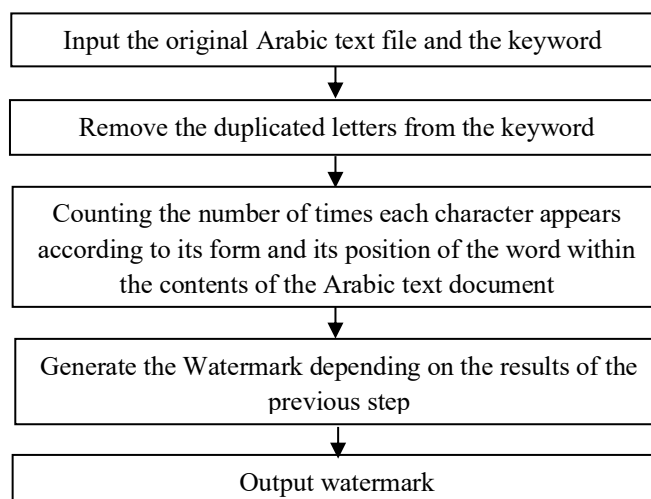 Input the original Arabic text file and the keyword
Remove the duplicated letters from the keyword
Counting the number of times each character appears
according to its form and its position of the word within
the contents of the Arabic text document
Generate the Watermark depending on the results of the
previous step
Output watermark